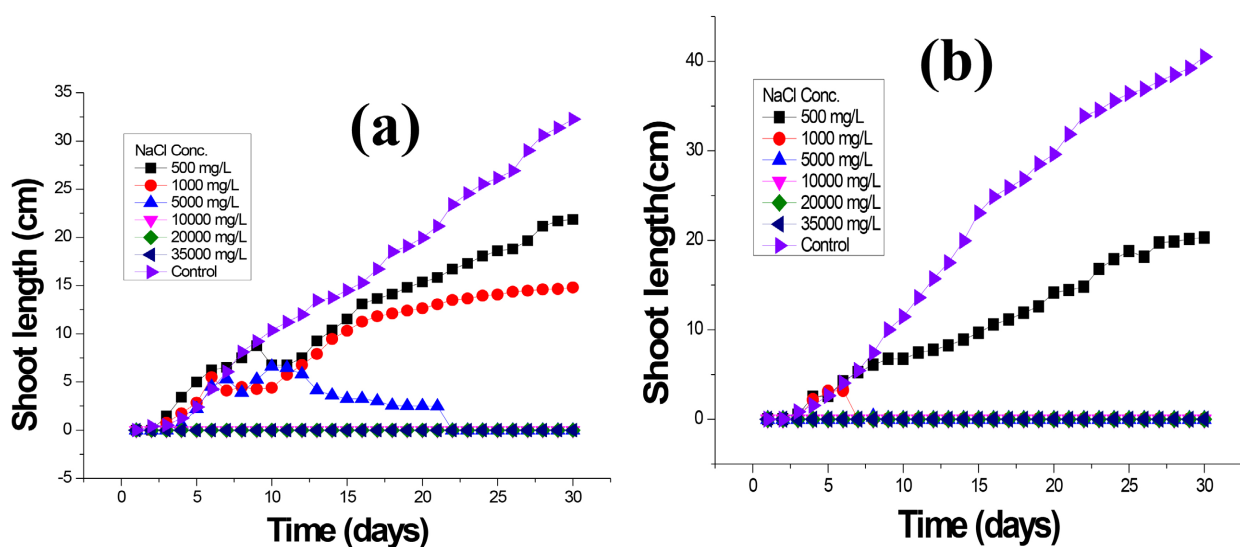 (a)
Shoot length (cm)
35
30
25
20
15
10
5
0
-5
NaCl Conc.
500 mg/L
1000 mg/L
5000 mg/L
10000 mg/L
20000 mg/L
35000 mg/L
Control
0 5 10 15 20 25 30
Time (days)
(b)
Shoot length(cm)
40
30
20
10
0
NaCl Conc.
500 mg/L
1000 mg/L
5000 mg/L
10000 mg/L
20000 mg/L
35000 mg/L
Control
0 5 10 15 20 25 30
Time (days)